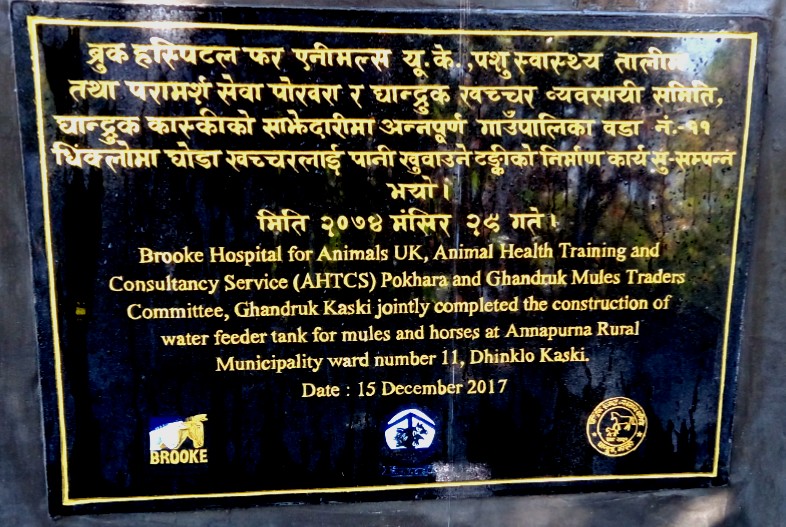 ब्रुक हस्पिटल फर एनीमल्स यू.के.,पशु स्वास्थ्य तालीम
तथा परामर्श सेवा पोखरा र घान्द्रुक खच्चर व्यवसायी समिति,
घान्द्रुक कास्कीको साझेदारीमा अन्नपूर्ण गाउँपालिका वडा नं.-११
धिंक्लोमा घोडा खच्चरलाई पानी खुवाउने टङ्कीको निर्माण कार्य सु-सम्पन्न
भयो।
मिति २०७४ मंसिर २९ गते।
Brooke Hospital for Animals UK, Animal Health Training and
Consultancy Service (AHTCS) Pokhara and Ghandruk Mules Traders
Committee, Ghandruk Kaski jointly completed the construction of
water feeder tank for mules and horses at Annapurna Rural
Municipality ward number 11, Dhinklo Kaski.
Date : 15 December 2017
BROOKE